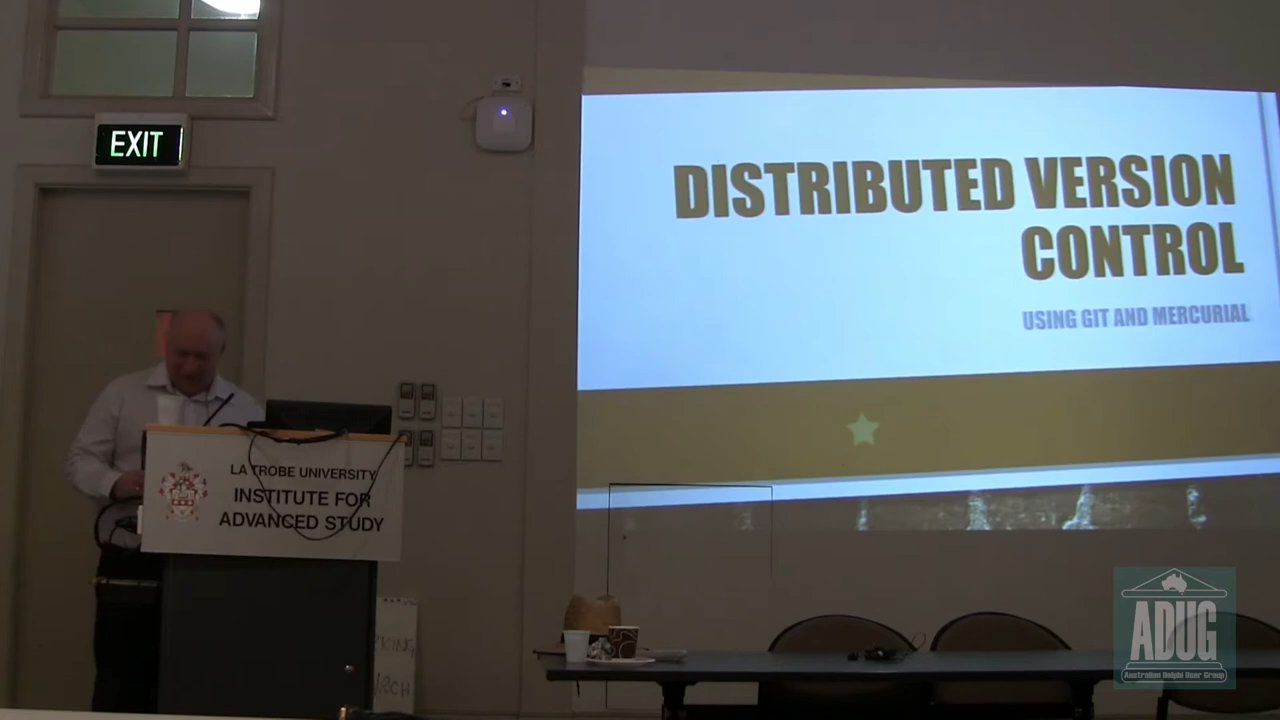 EXIT
DISTRIBUTED VERSION
CONTROL
USING GIT AND MERCURIAL
LA TROBE UNIVERSITY
INSTITUTE FOR
ADVANCED STUDY
ADUG
Australian Delphi User Group